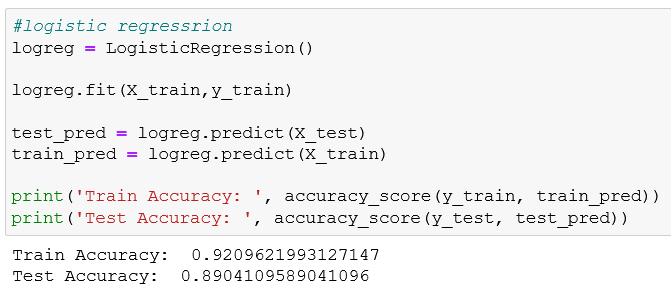 #logistic regressrion
logreg = LogisticRegression()
logreg.fit(X_train,y_train)
test_pred = logreg.predict(X_test)
train_pred = logreg.predict(X_train)
print('Train Accuracy: ', accuracy_score(y_train, train_pred))
print('Test Accuracy: ', accuracy_score(y_test, test_pred))
Train Accuracy:  0.9209621993127147
Test Accuracy:  0.8904109589041096